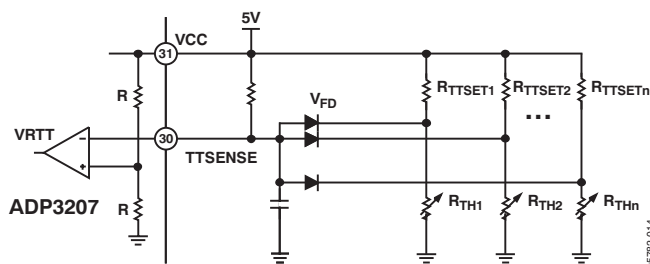 5V
31
VCC
R
VFD
RTTSET1
RTTSET2
RTTSETn
...
VRTT
–
30
TTSENSE
+
ADP3207
R
RTH1
RTH2
RTHn